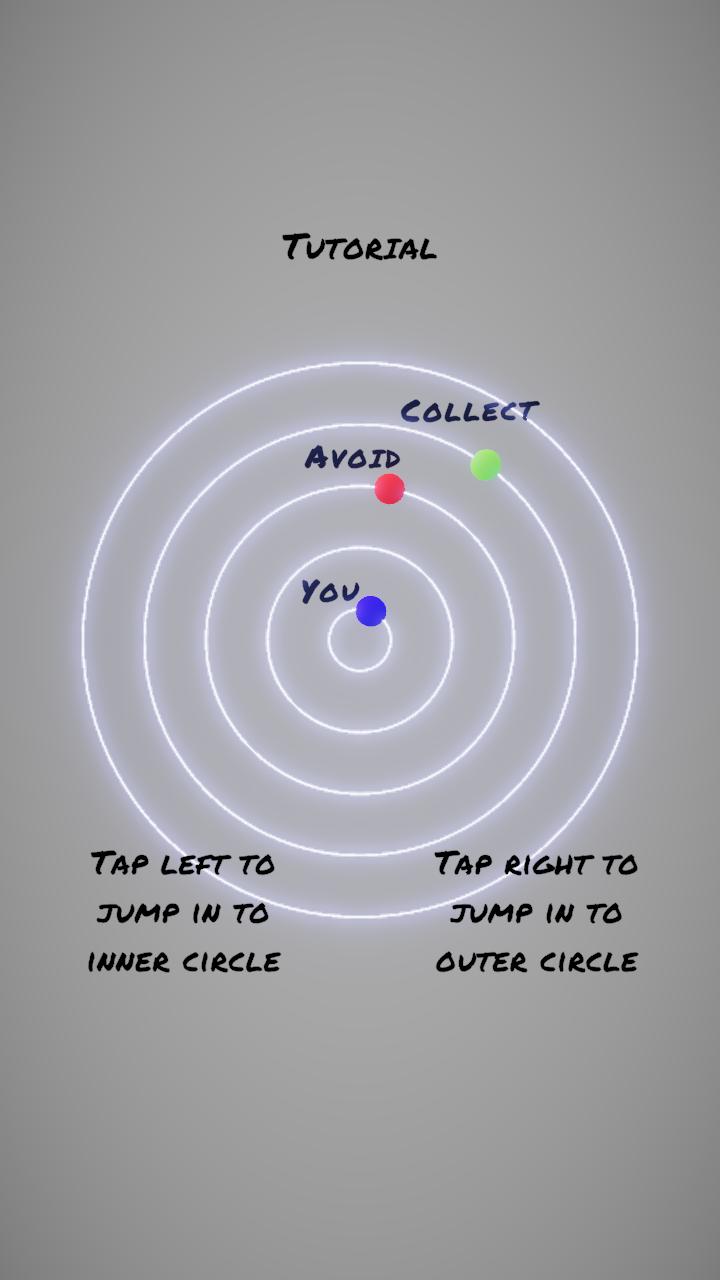 Tutorial
Collect
Avoid
You
Tap left to
jump in to
inner circle
Tap right to
jump in to
outer circle